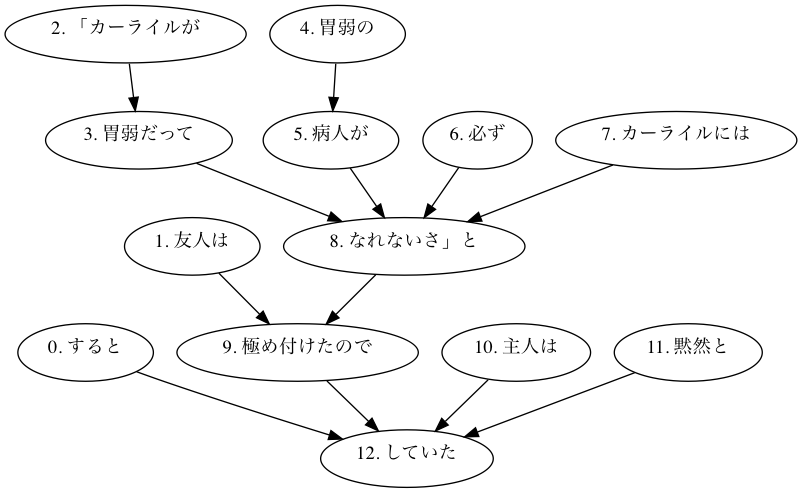 2. 「カーライルが
4. 胃弱の
3. 胃弱だって
5. 病人が
6. 必ず
7. カーライルには
1. 友人は
8. なれないさ」と
0. すると
9. 極め付けたので
10. 主人は
11. 黙然と
12. していた